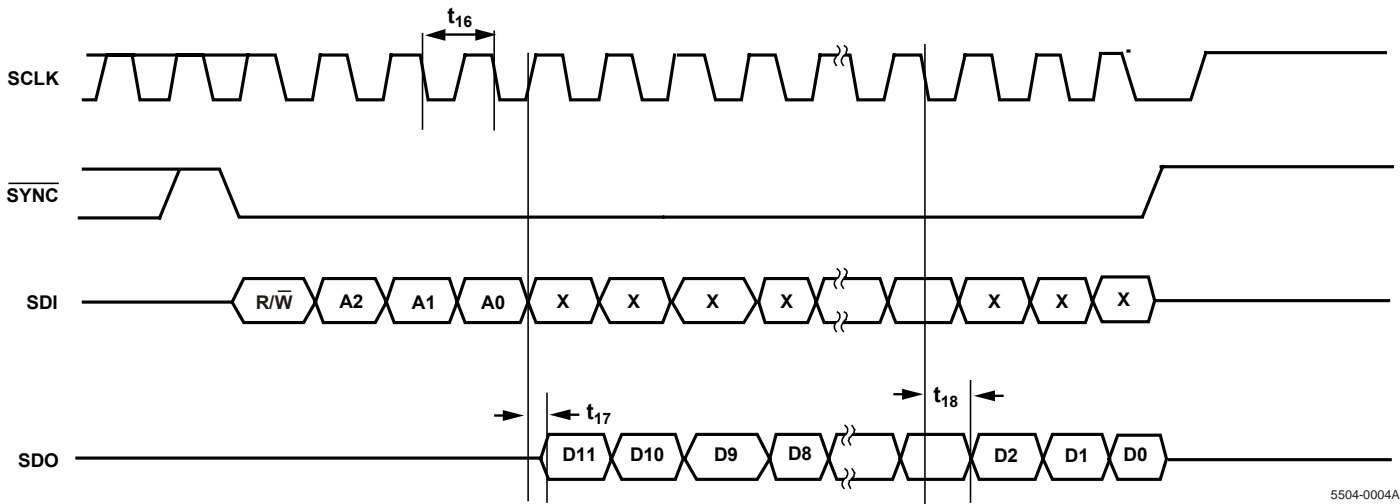 t16
SCLK
SYNC
SDI R/W A2 A1 A0 X X X X X X X
t17 t18
SDO D11 D10 D9 D8 D2 D1 D0
5504-0004A